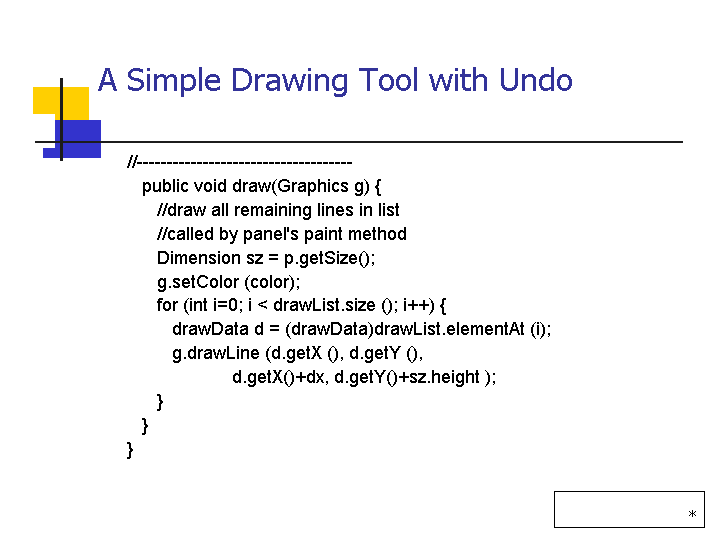 A Simple Drawing Tool with Undo
//------------------------------------
public void draw(Graphics g) {
//draw all remaining lines in list
//called by panel's paint method
Dimension sz = p.getSize();
g.setColor (color);
for (int i=0; i < drawList.size (); i++) {
drawData d = (drawData)drawList.elementAt (i);
g.drawLine (d.getX (), d.getY (),
d.getX()+dx, d.getY()+sz.height );
}
}
}
*